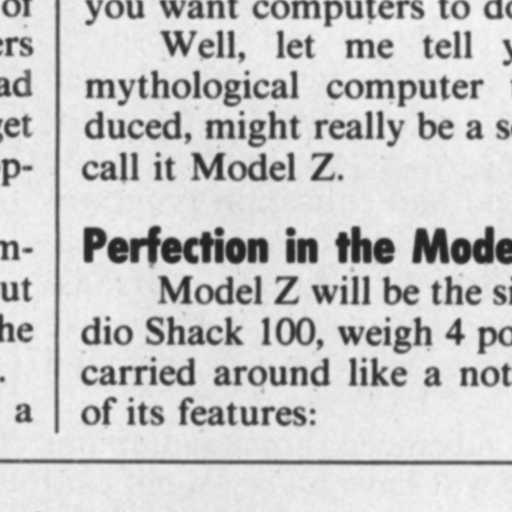 of
ers
ad
get
op-
m-
ut
he
.
a
you want computers to do
Well, let me tell y
mythological computer
duced, might really be a s
call it Model Z.
Perfection in the Mode
Model Z will be the si
dio Shack 100, weigh 4 po
carried around like a not
of its features: